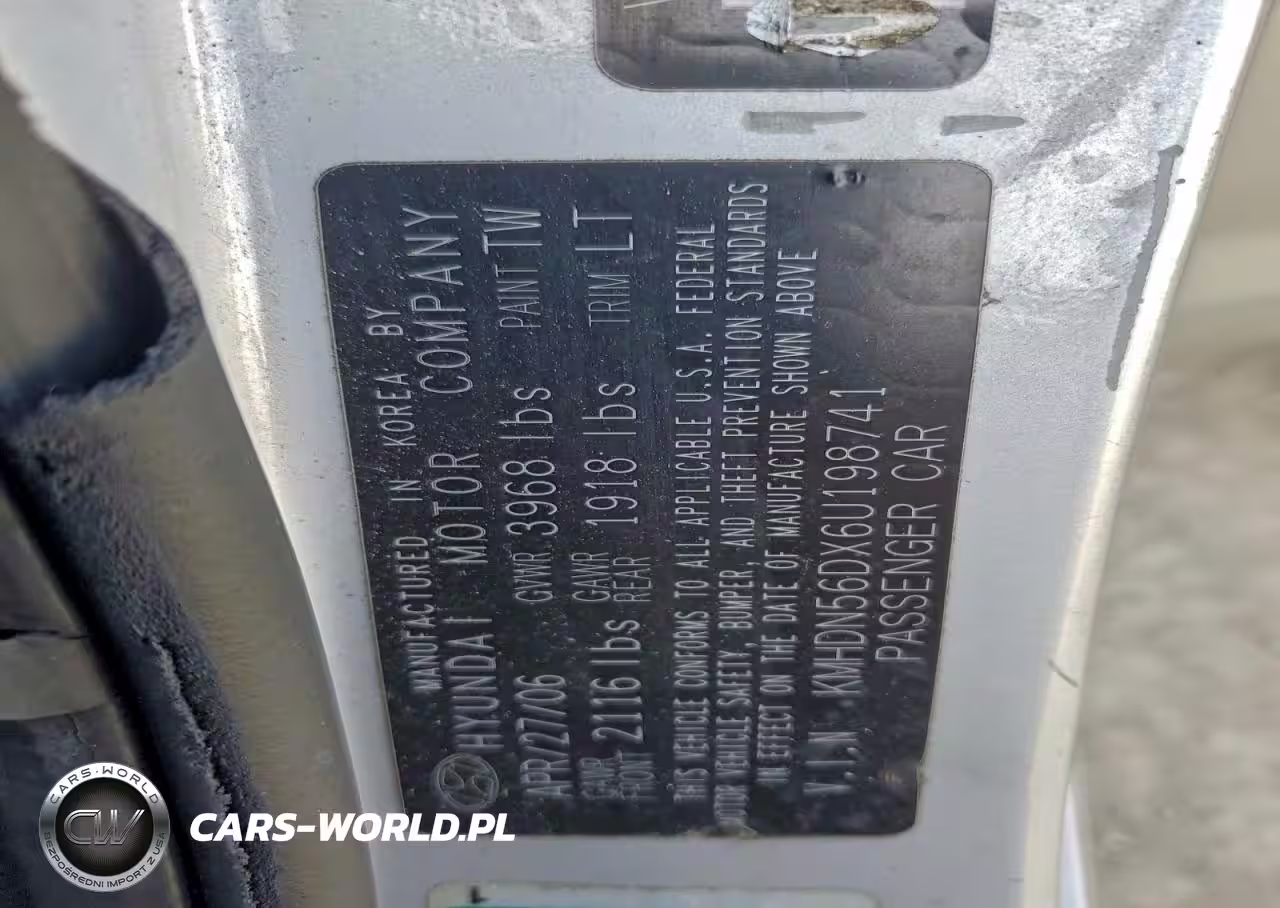 MANUFACTURED IN KOREA BY
HYUNDAI MOTOR COMPANY
APR/27/06 GVWR 3968 lbs PAINT TW
GAWR FRONT 2116 lbs GAWR REAR 1918 lbs TRIM LT
THIS VEHICLE CONFORMS TO ALL APPLICABLE U.S.A. FEDERAL
MOTOR VEHICLE SAFETY, BUMPER, AND THEFT PREVENTION STANDARDS
IN EFFECT ON THE DATE OF MANUFACTURE SHOWN ABOVE
V.I.N KMHDN56DX6U198741
PASSENGER CAR
CARS-WORLD
CW
BEZPOŚREDNI IMPORT Z USA
CARS-WORLD.PL